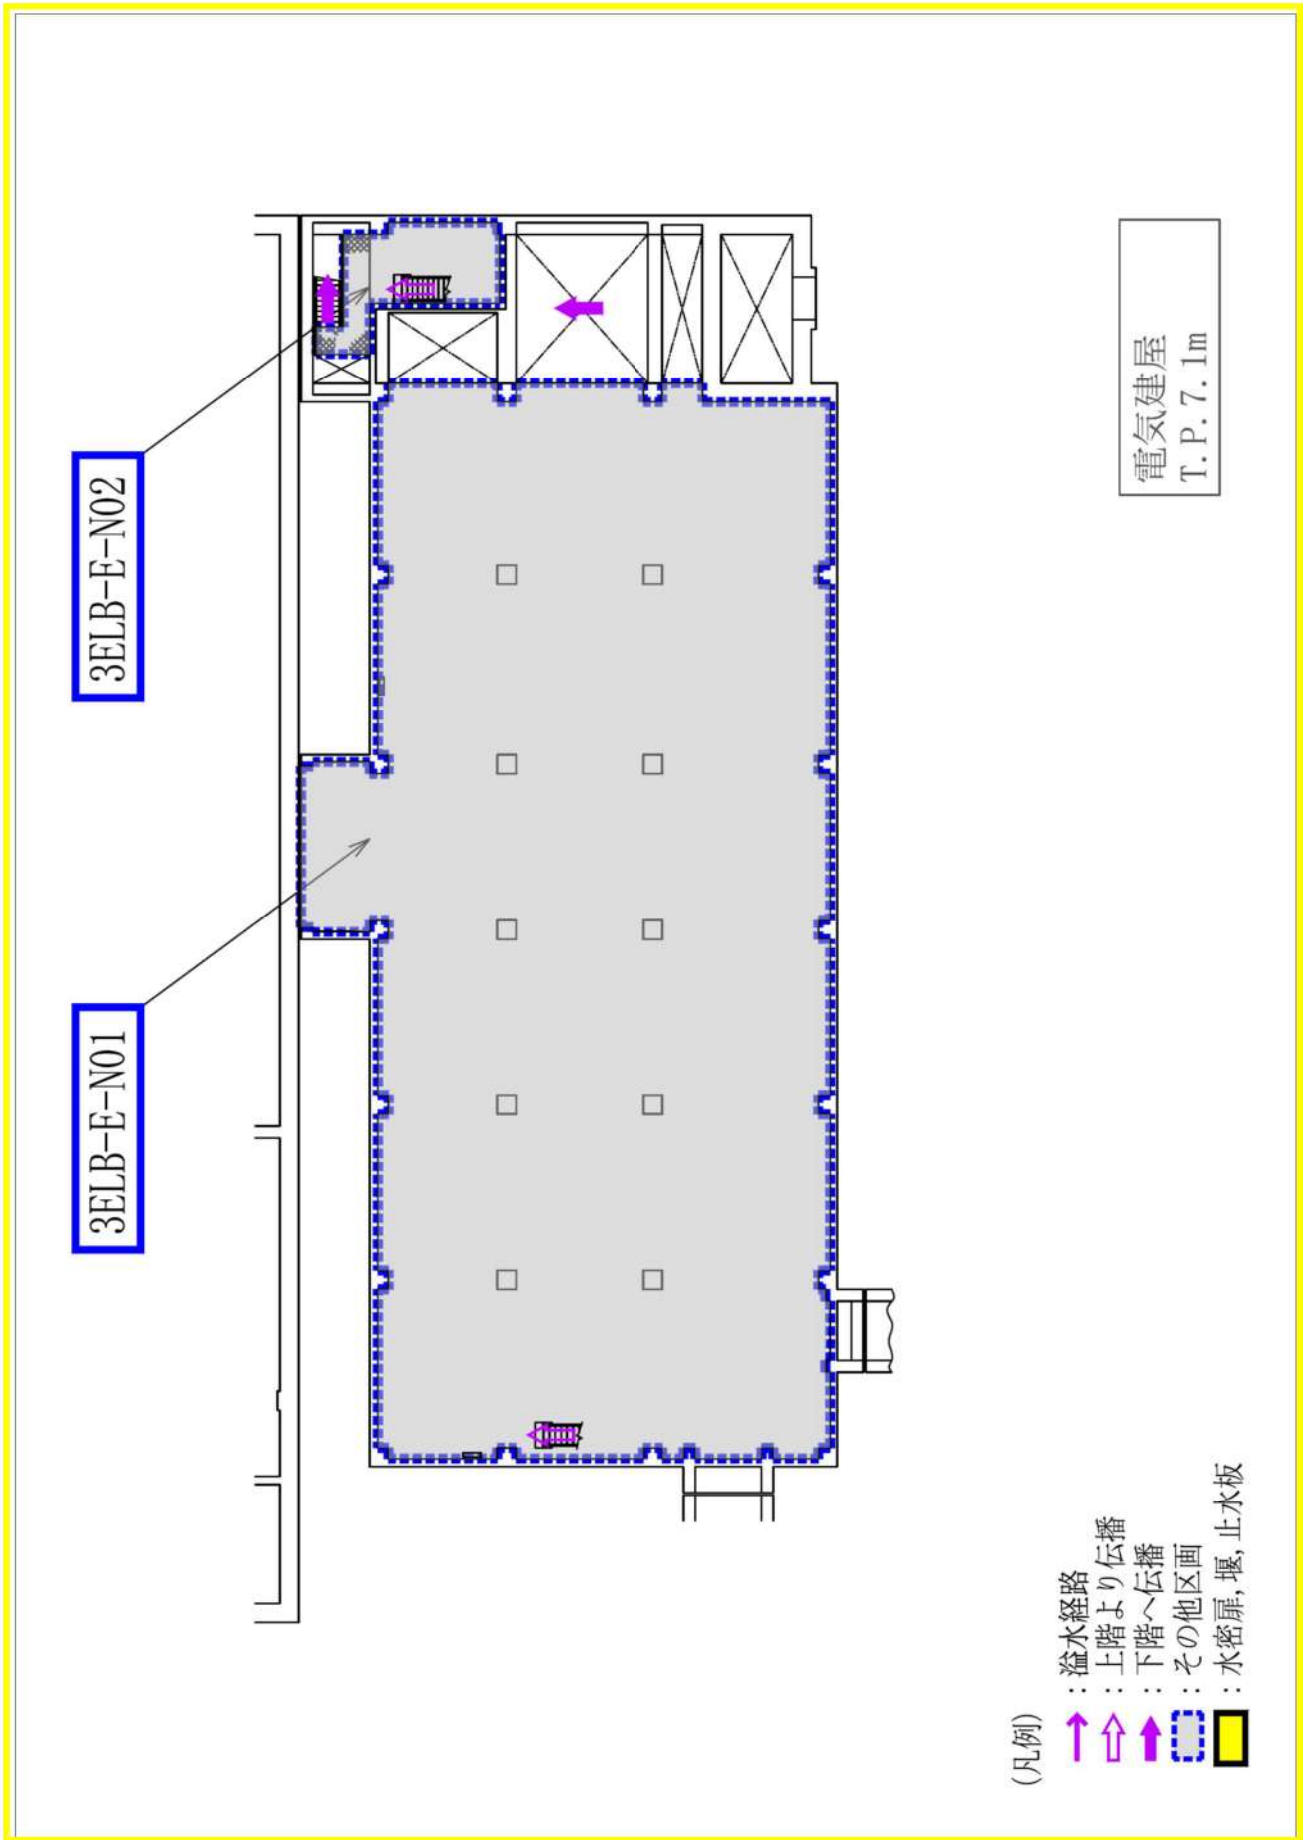 3ELB-E-N01
3ELB-E-N02
(凡例)
：溢水経路
：上階より伝播
：下階へ伝播
：その他区画
：水密扉, 堰, 止水板
電気建屋
T.P.7.1m